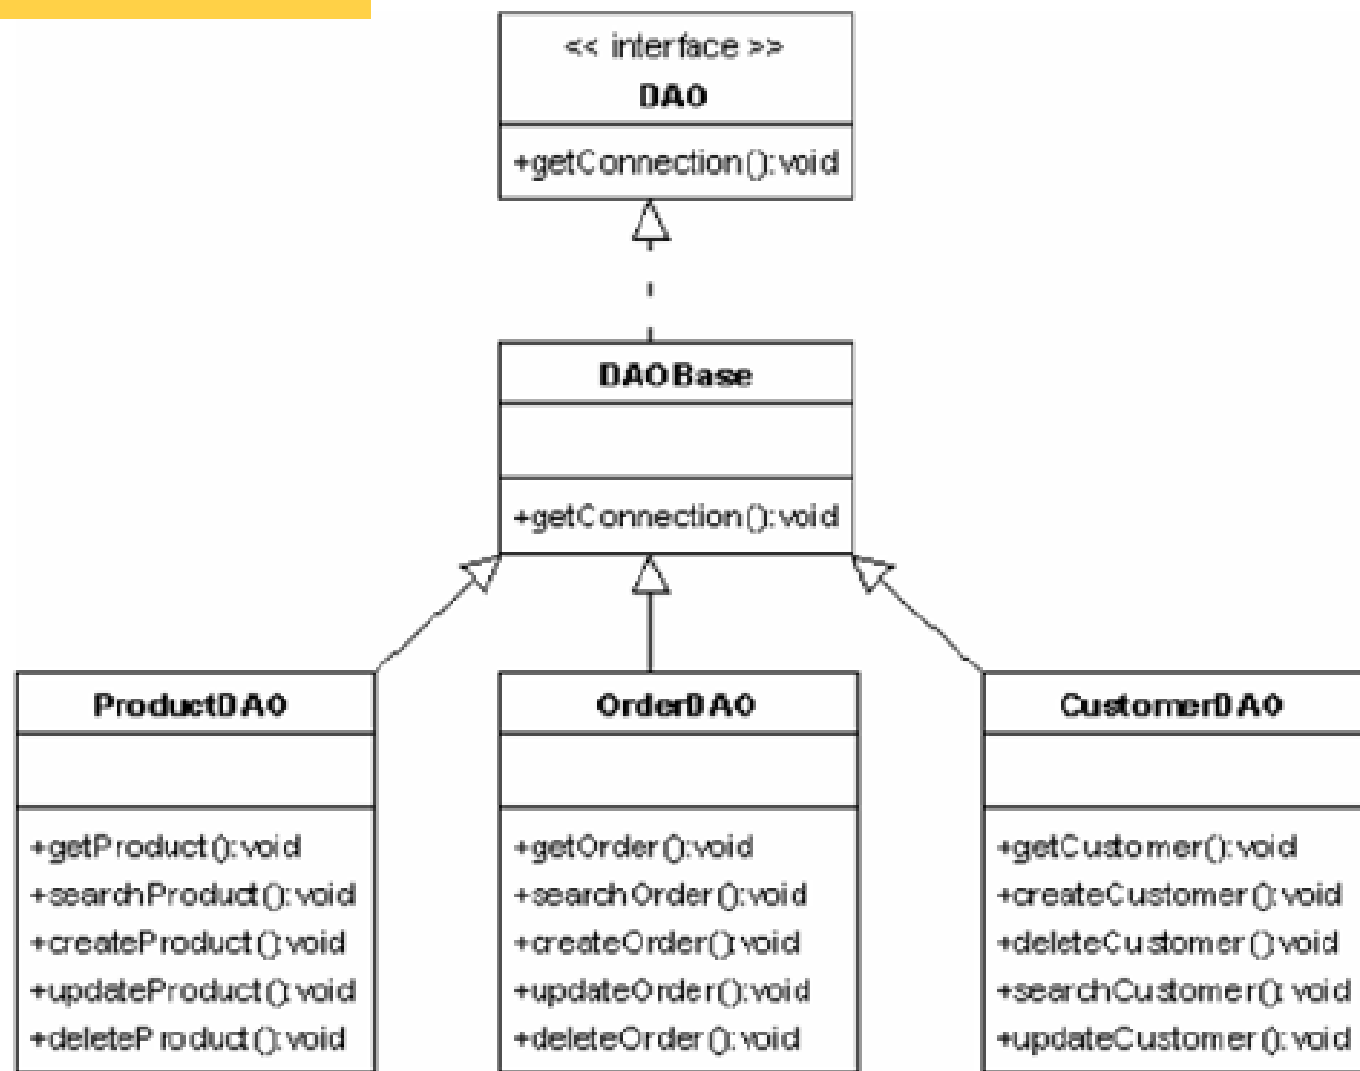 << interface >>
DAO
+getConnection():void
DAOBase
+getConnection():void
ProductDAO
+getProduct():void
+searchProduct():void
+createProduct():void
+updateProduct():void
+deleteProduct():void
OrderDAO
+getOrder():void
+searchOrder():void
+createOrder():void
+updateOrder():void
+deleteOrder():void
CustomerDAO
+getCustomer():void
+createCustomer():void
+deleteCustomer():void
+searchCustomer():void
+updateCustomer():void